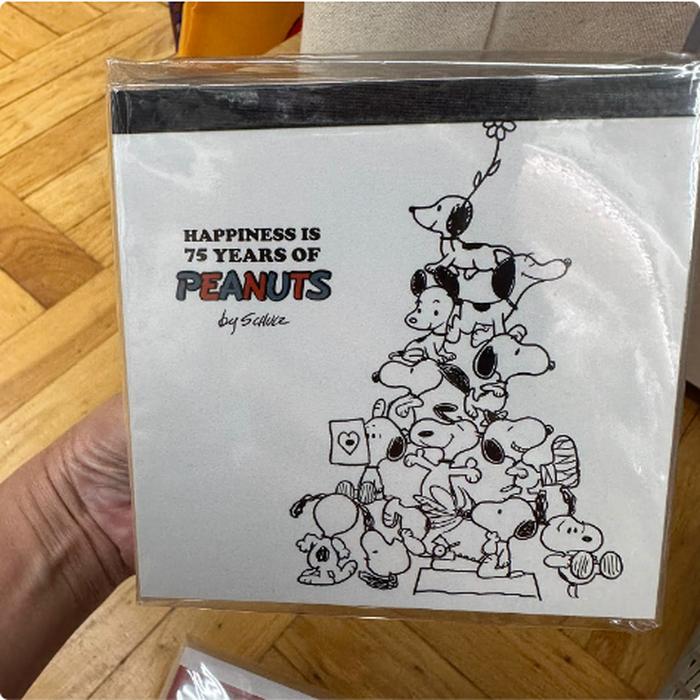 HAPPINESS IS
75 YEARS OF
PEANUTS
by SCHULZ